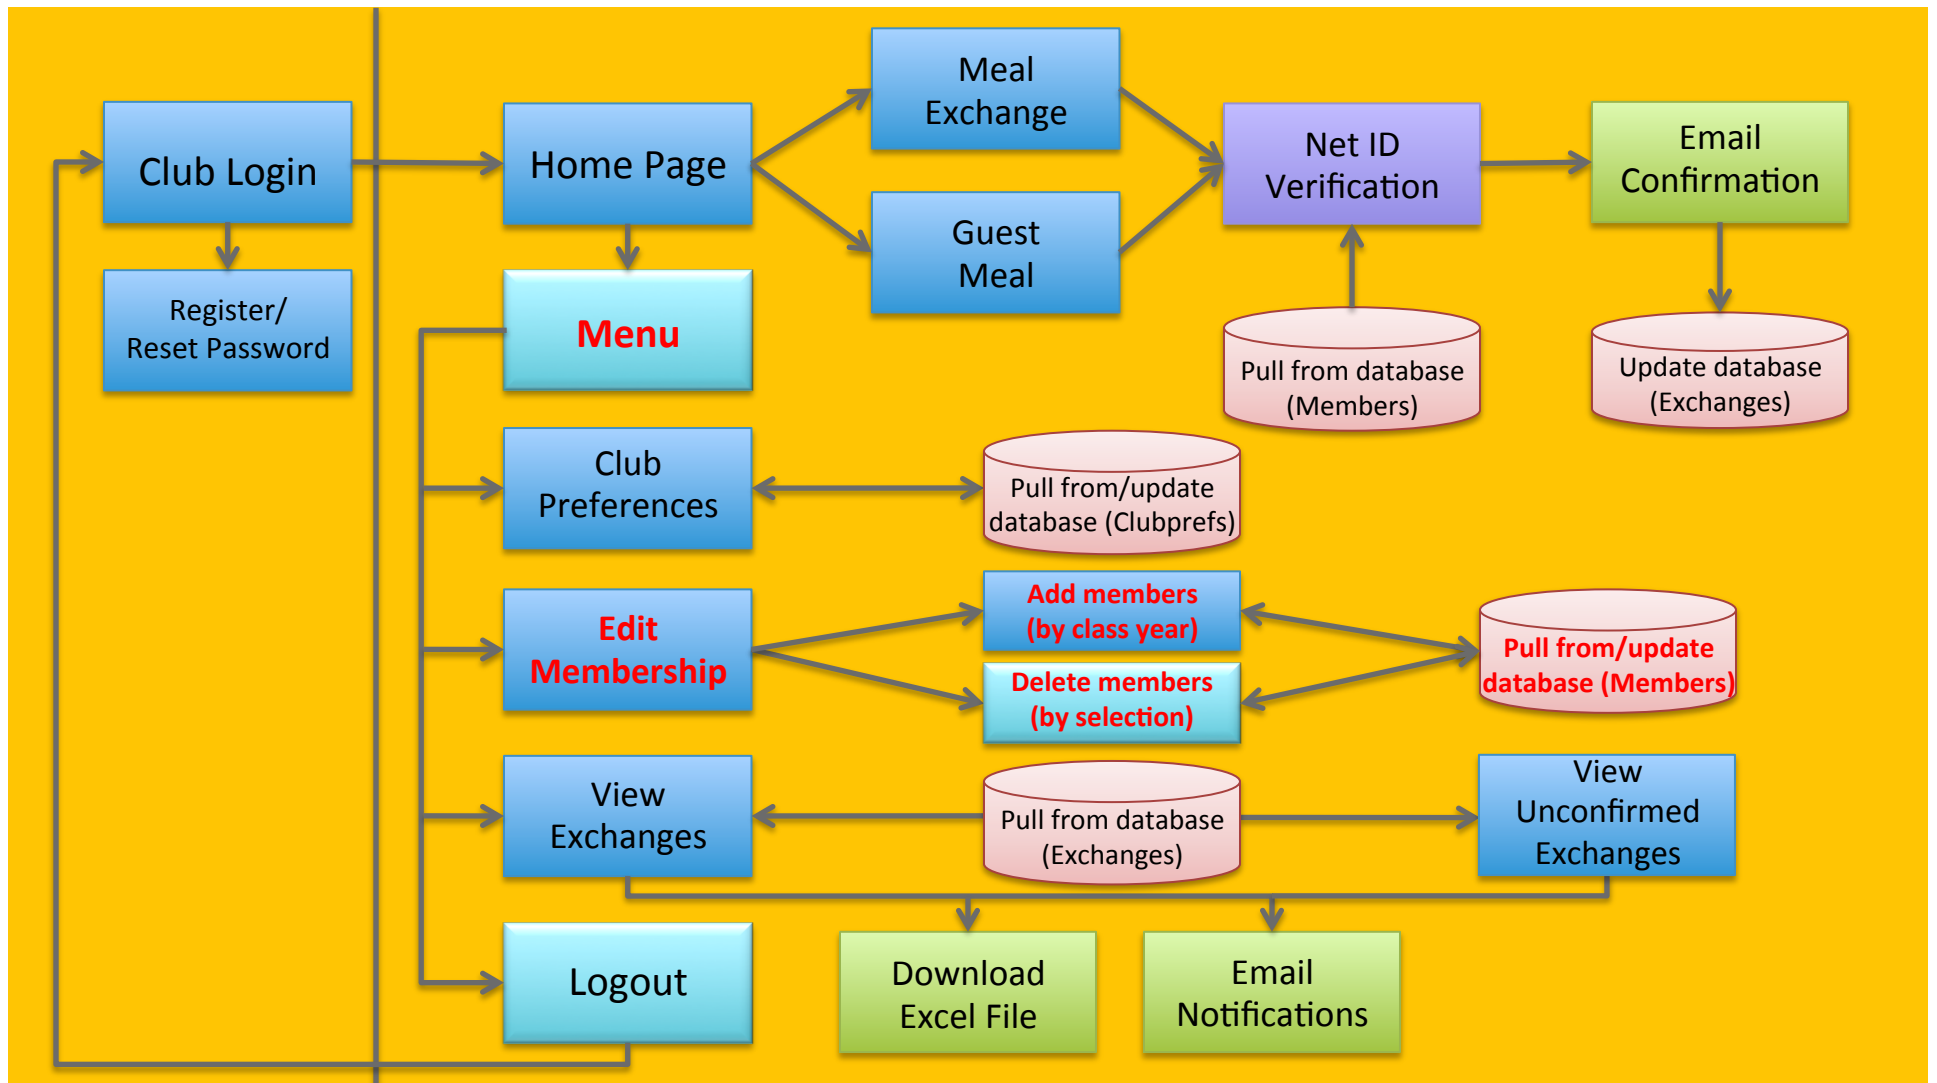 Club Login
Register/
Reset Password
Home Page
Meal
Exchange
Guest
Meal
Net ID
Verification
Email
Confirmation
Menu
Pull from database
(Members)
Update database
(Exchanges)
Club
Preferences
Pull from/update
database (Clubprefs)
Edit
Membership
Add members
(by class year)
Delete members
(by selection)
Pull from/update
database (Members)
View
Exchanges
Pull from database
(Exchanges)
View
Unconfirmed
Exchanges
Logout
Download
Excel File
Email
Notifications